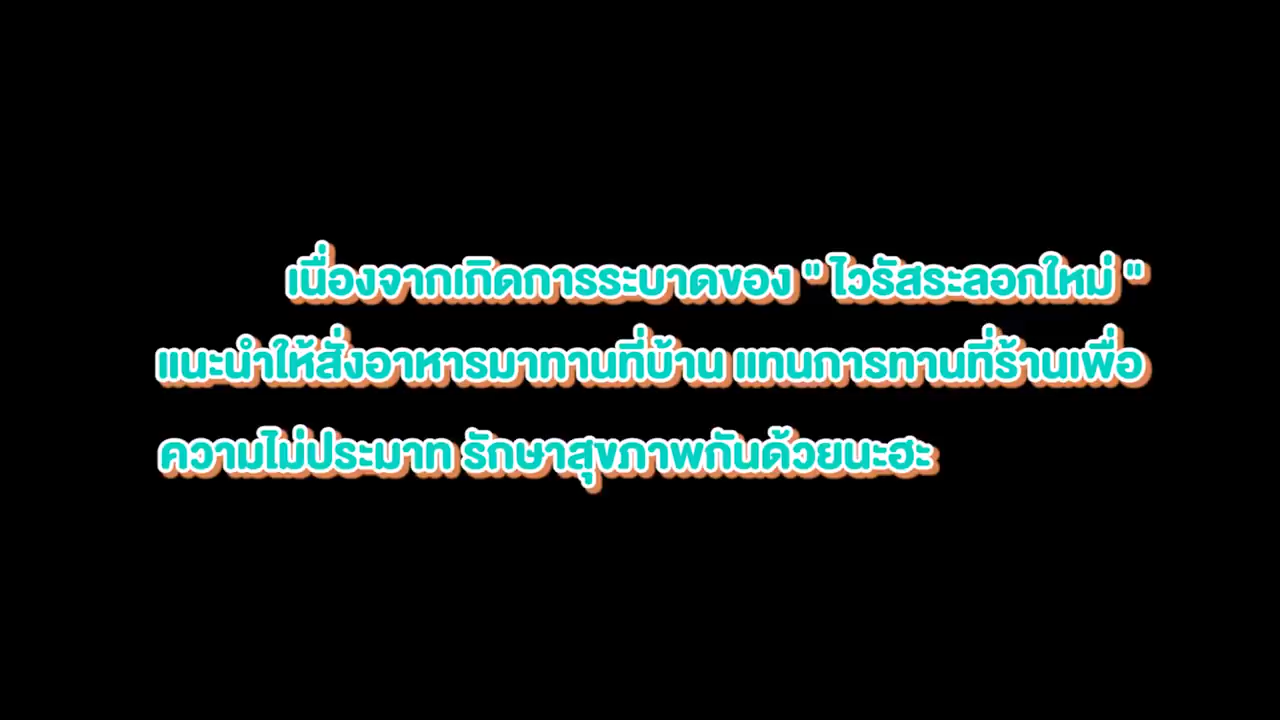 เนื่องจากเกิดการระบาดของ " ไวรัสระลอกใหม่ "
แนะนำให้สั่งอาหารมาทานที่บ้าน แทนการทานที่ร้านเพื่อ
ความไม่ประมาท รักษาสุขภาพกันด้วยนะฮะ